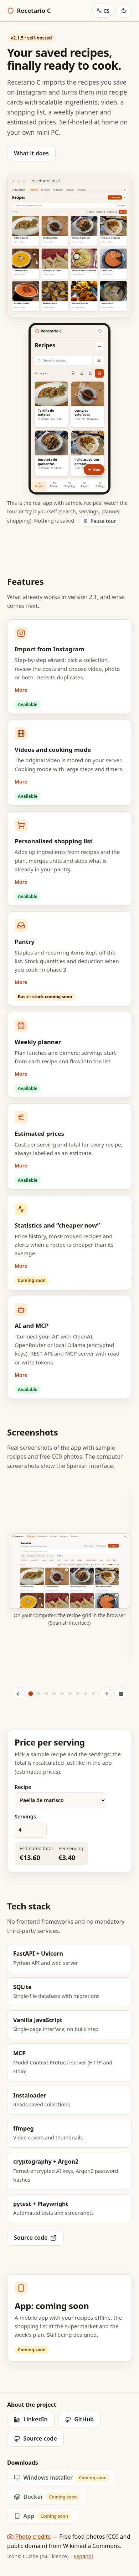 Recetario C
ES
v2.1.5 · self-hosted
Your saved recipes, finally ready to cook.
Recetario C imports the recipes you save on Instagram and turns them into your own recipe book with scalable ingredients, video, a shopping list, a weekly planner and estimated prices. Self-hosted at home on your own mini PC.
What it does
recetario.local
Recipes
Recetario C
Recipes
Search recipes...
Tortilla de patatas
Lentejas estofadas
Ensalada de garbanzos
Pollo asado con
New
This is the real app with sample recipes: watch the tour or try it yourself (search, servings, planner, shopping). Nothing is saved.
Pause tour
Features
What already works in version 2.1, and what comes next.
Import from Instagram
Step-by-step wizard: pick a collection, review the posts and choose video, photo or both. Detects duplicates.
More
Available
Videos and cooking mode
The original video is stored on your server. Cooking mode with large steps and timers.
More
Available
Personalised shopping list
Adds up ingredients from the recipes and the plan, merges units and skips what is already in your pantry.
More
Available
Pantry
Staples and recurring items kept off the list. Stock quantities and deduction when you cook: in phase 3.
More
Basic · stock coming soon
Weekly planner
Plan lunches and dinners; servings start from each recipe and flow into the list.
More
Available
Estimated prices
Cost per serving and total for every recipe, always labelled as an estimate.
More
Available
Statistics and “cheaper now”
Price history, most-cooked recipes and alerts when a recipe is cheaper than its average.
More
Coming soon
AI and MCP
“Connect your AI” with OpenAI, OpenRouter or local Ollama (encrypted keys). REST API and MCP server with read or write tokens.
More
Available
Screenshots
Real screenshots of the app with sample recipes and free CC0 photos. The computer screenshots show the Spanish interface.
On your computer: the recipe grid in the browser (Spanish interface)
Price per serving
Pick a sample recipe and the servings: the total is recalculated just like in the app (estimated prices).
Recipe
Paella de marisco
Servings
4
Estimated total
€13.60
Per serving
€3.40
Tech stack
No frontend frameworks and no mandatory third-party services.
FastAPI + Uvicorn
Python API and web server
SQLite
Single-file database with migrations
Vanilla JavaScript
Single-page interface, no build step
MCP
Model Context Protocol server (HTTP and stdio)
Instaloader
Reads saved collections
ffmpeg
Video covers and thumbnails
cryptography + Argon2
Fernet-encrypted AI keys, Argon2 password hashes
pytest + Playwright
Automated tests and screenshots
Source code
App: coming soon
A mobile app with your recipes offline, the shopping list at the supermarket and the week's plan. Still being designed.
Coming soon
About the project
LinkedIn
GitHub
Source code
Downloads
Windows installer
Coming soon
Docker
Coming soon
App
Coming soon
Photo credits — Free food photos (CC0 and public domain) from Wikimedia Commons.
Icons: Lucide (ISC licence). · Español